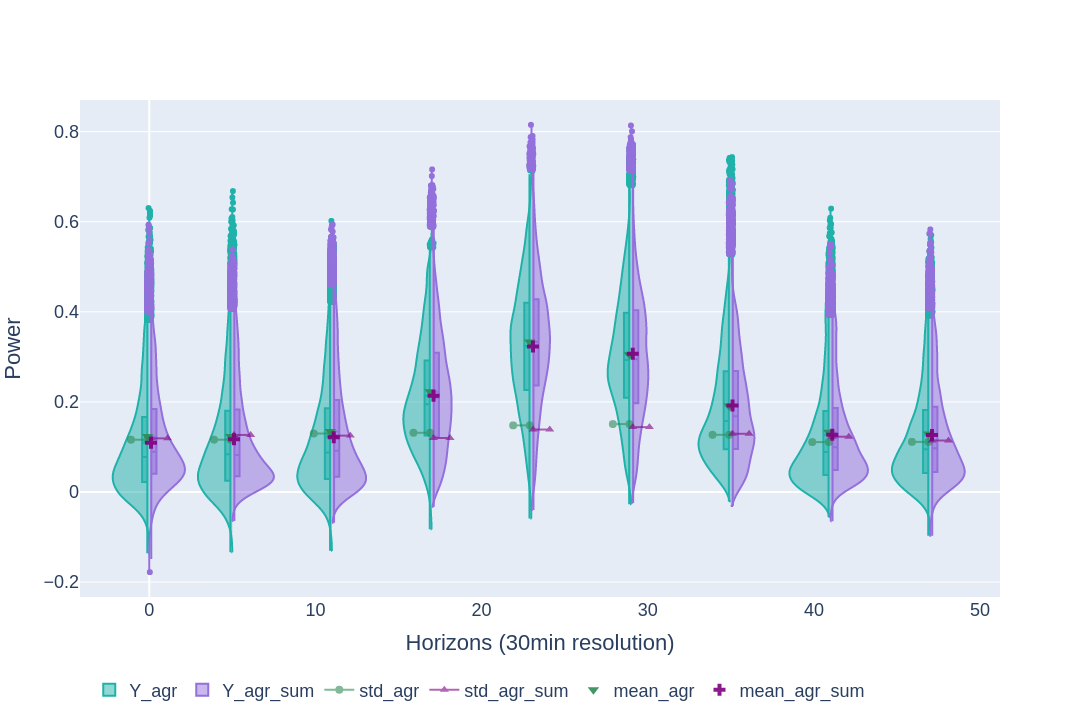 0.8
0.6
0.4
0.2
0
−0.2
Power
0 10 20 30 40 50
Horizons (30min resolution)
Y_agr Y_agr_sum std_agr std_agr_sum mean_agr mean_agr_sum